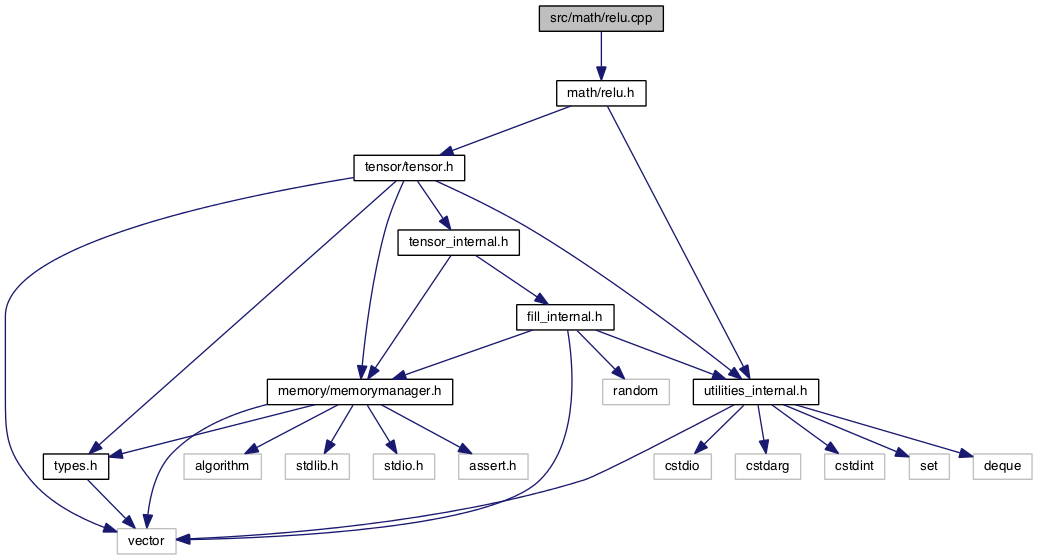 src/math/relu.cpp
math/relu.h
tensor/tensor.h
tensor_internal.h
fill_internal.h
memory/memorymanager.h
random
utilities_internal.h
types.h
algorithm
stdlib.h
stdio.h
assert.h
cstdio
cstdarg
cstdint
set
deque
vector